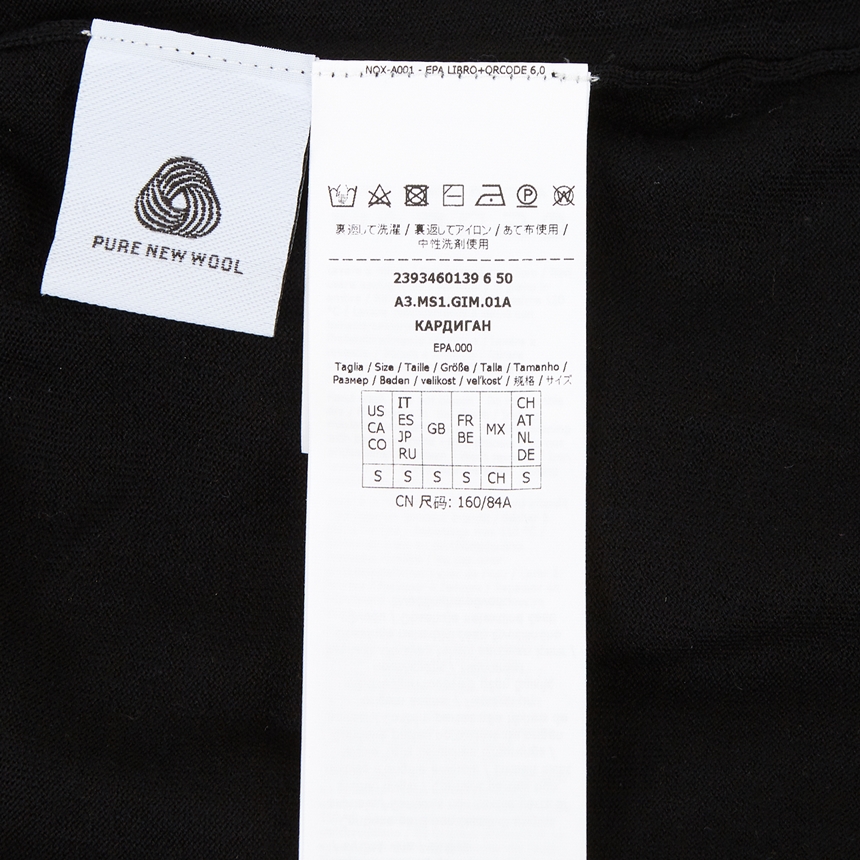 PURE NEW WOOL
NQX-A001 - EPA LIBRO+QRCODE 6,0
裏返して洗濯 / 裏返してアイロン / あて布使用 /
中性洗剤使用
2393460139 6 50
A3.MS1.GIM.01A
КАРДИГАН
EPA.000
Taglia / Size / Taille / Größe / Talla / Tamanho /
Размер / Beden / velikost / veľkosť / 规格 / サイズ
US CA CO
IT ES JP RU
GB
FR BE
MX
CH AT NL DE
S S S S CH S
CN 尺码: 160/84A